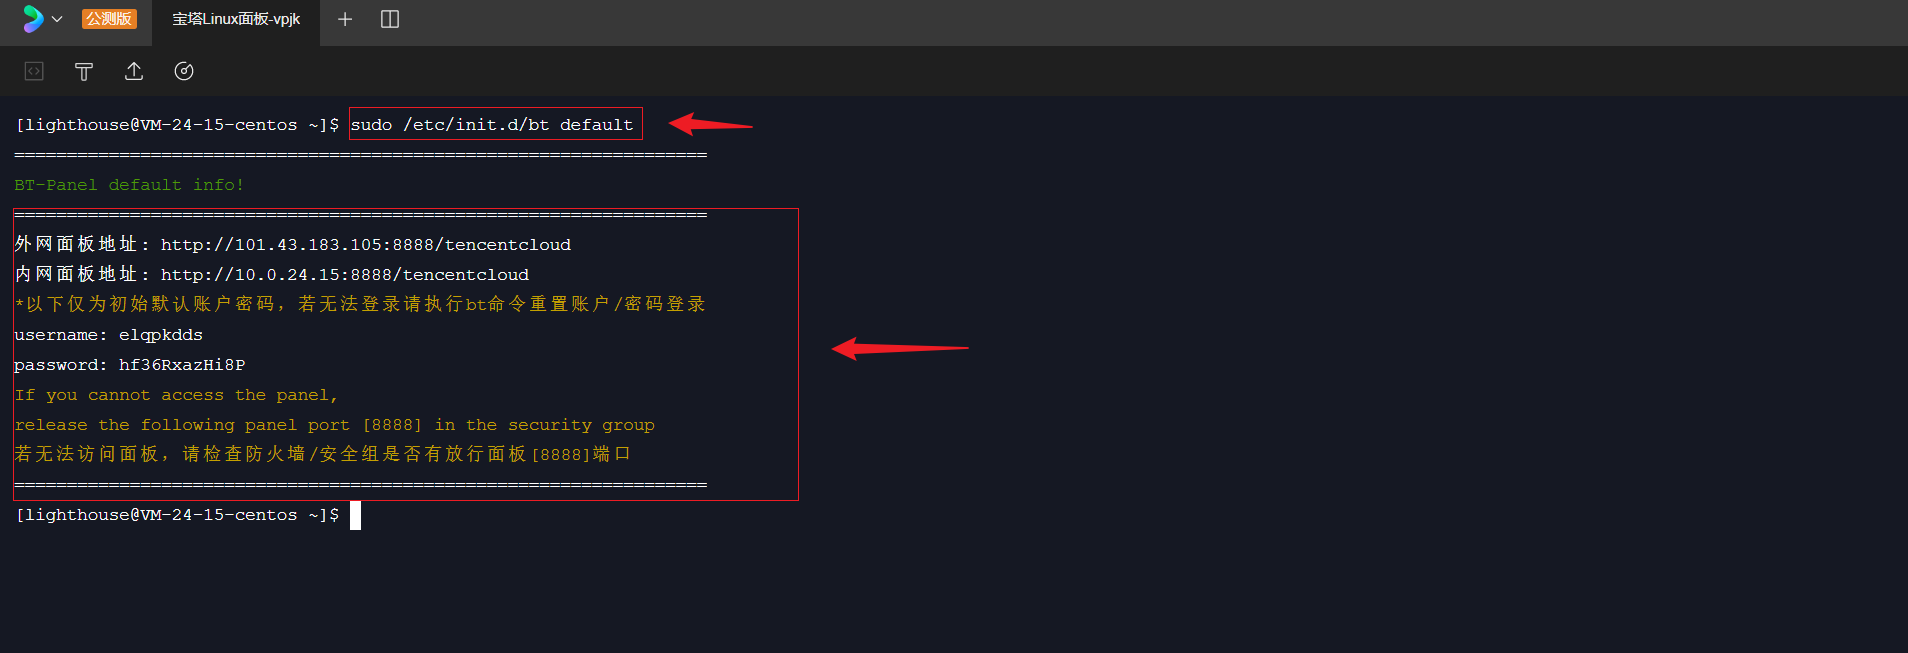 公测版
宝塔Linux面板-vpjk
[lighthouse@VM-24-15-centos ~]$ sudo /etc/init.d/bt default
==================================================================
BT-Panel default info!
==================================================================
外网面板地址: http://101.43.183.105:8888/tencentcloud
内网面板地址: http://10.0.24.15:8888/tencentcloud
*以下仅为初始默认账户密码，若无法登录请执行bt命令重置账户/密码登录
username: elqpkdds
password: hf36RxazHi8P
If you cannot access the panel,
release the following panel port [8888] in the security group
若无法访问面板，请检查防火墙/安全组是否有放行面板[8888]端口
==================================================================
[lighthouse@VM-24-15-centos ~]$